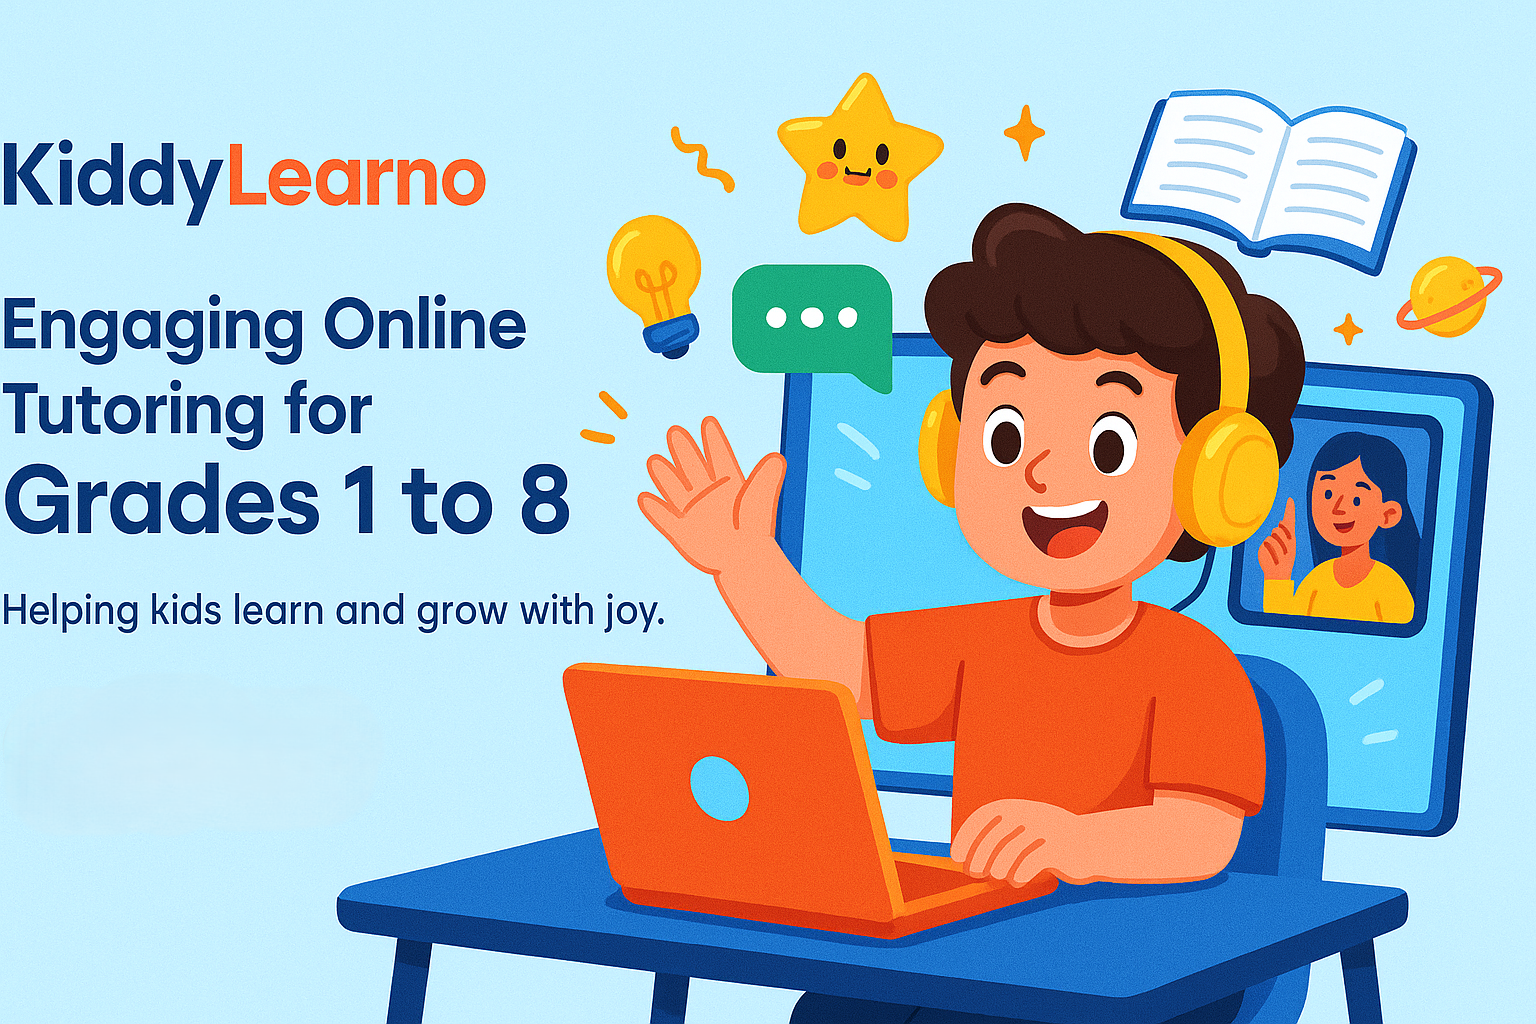 KiddyLearno
Engaging Online
Tutoring for
Grades 1 to 8
Helping kids learn and grow with joy.